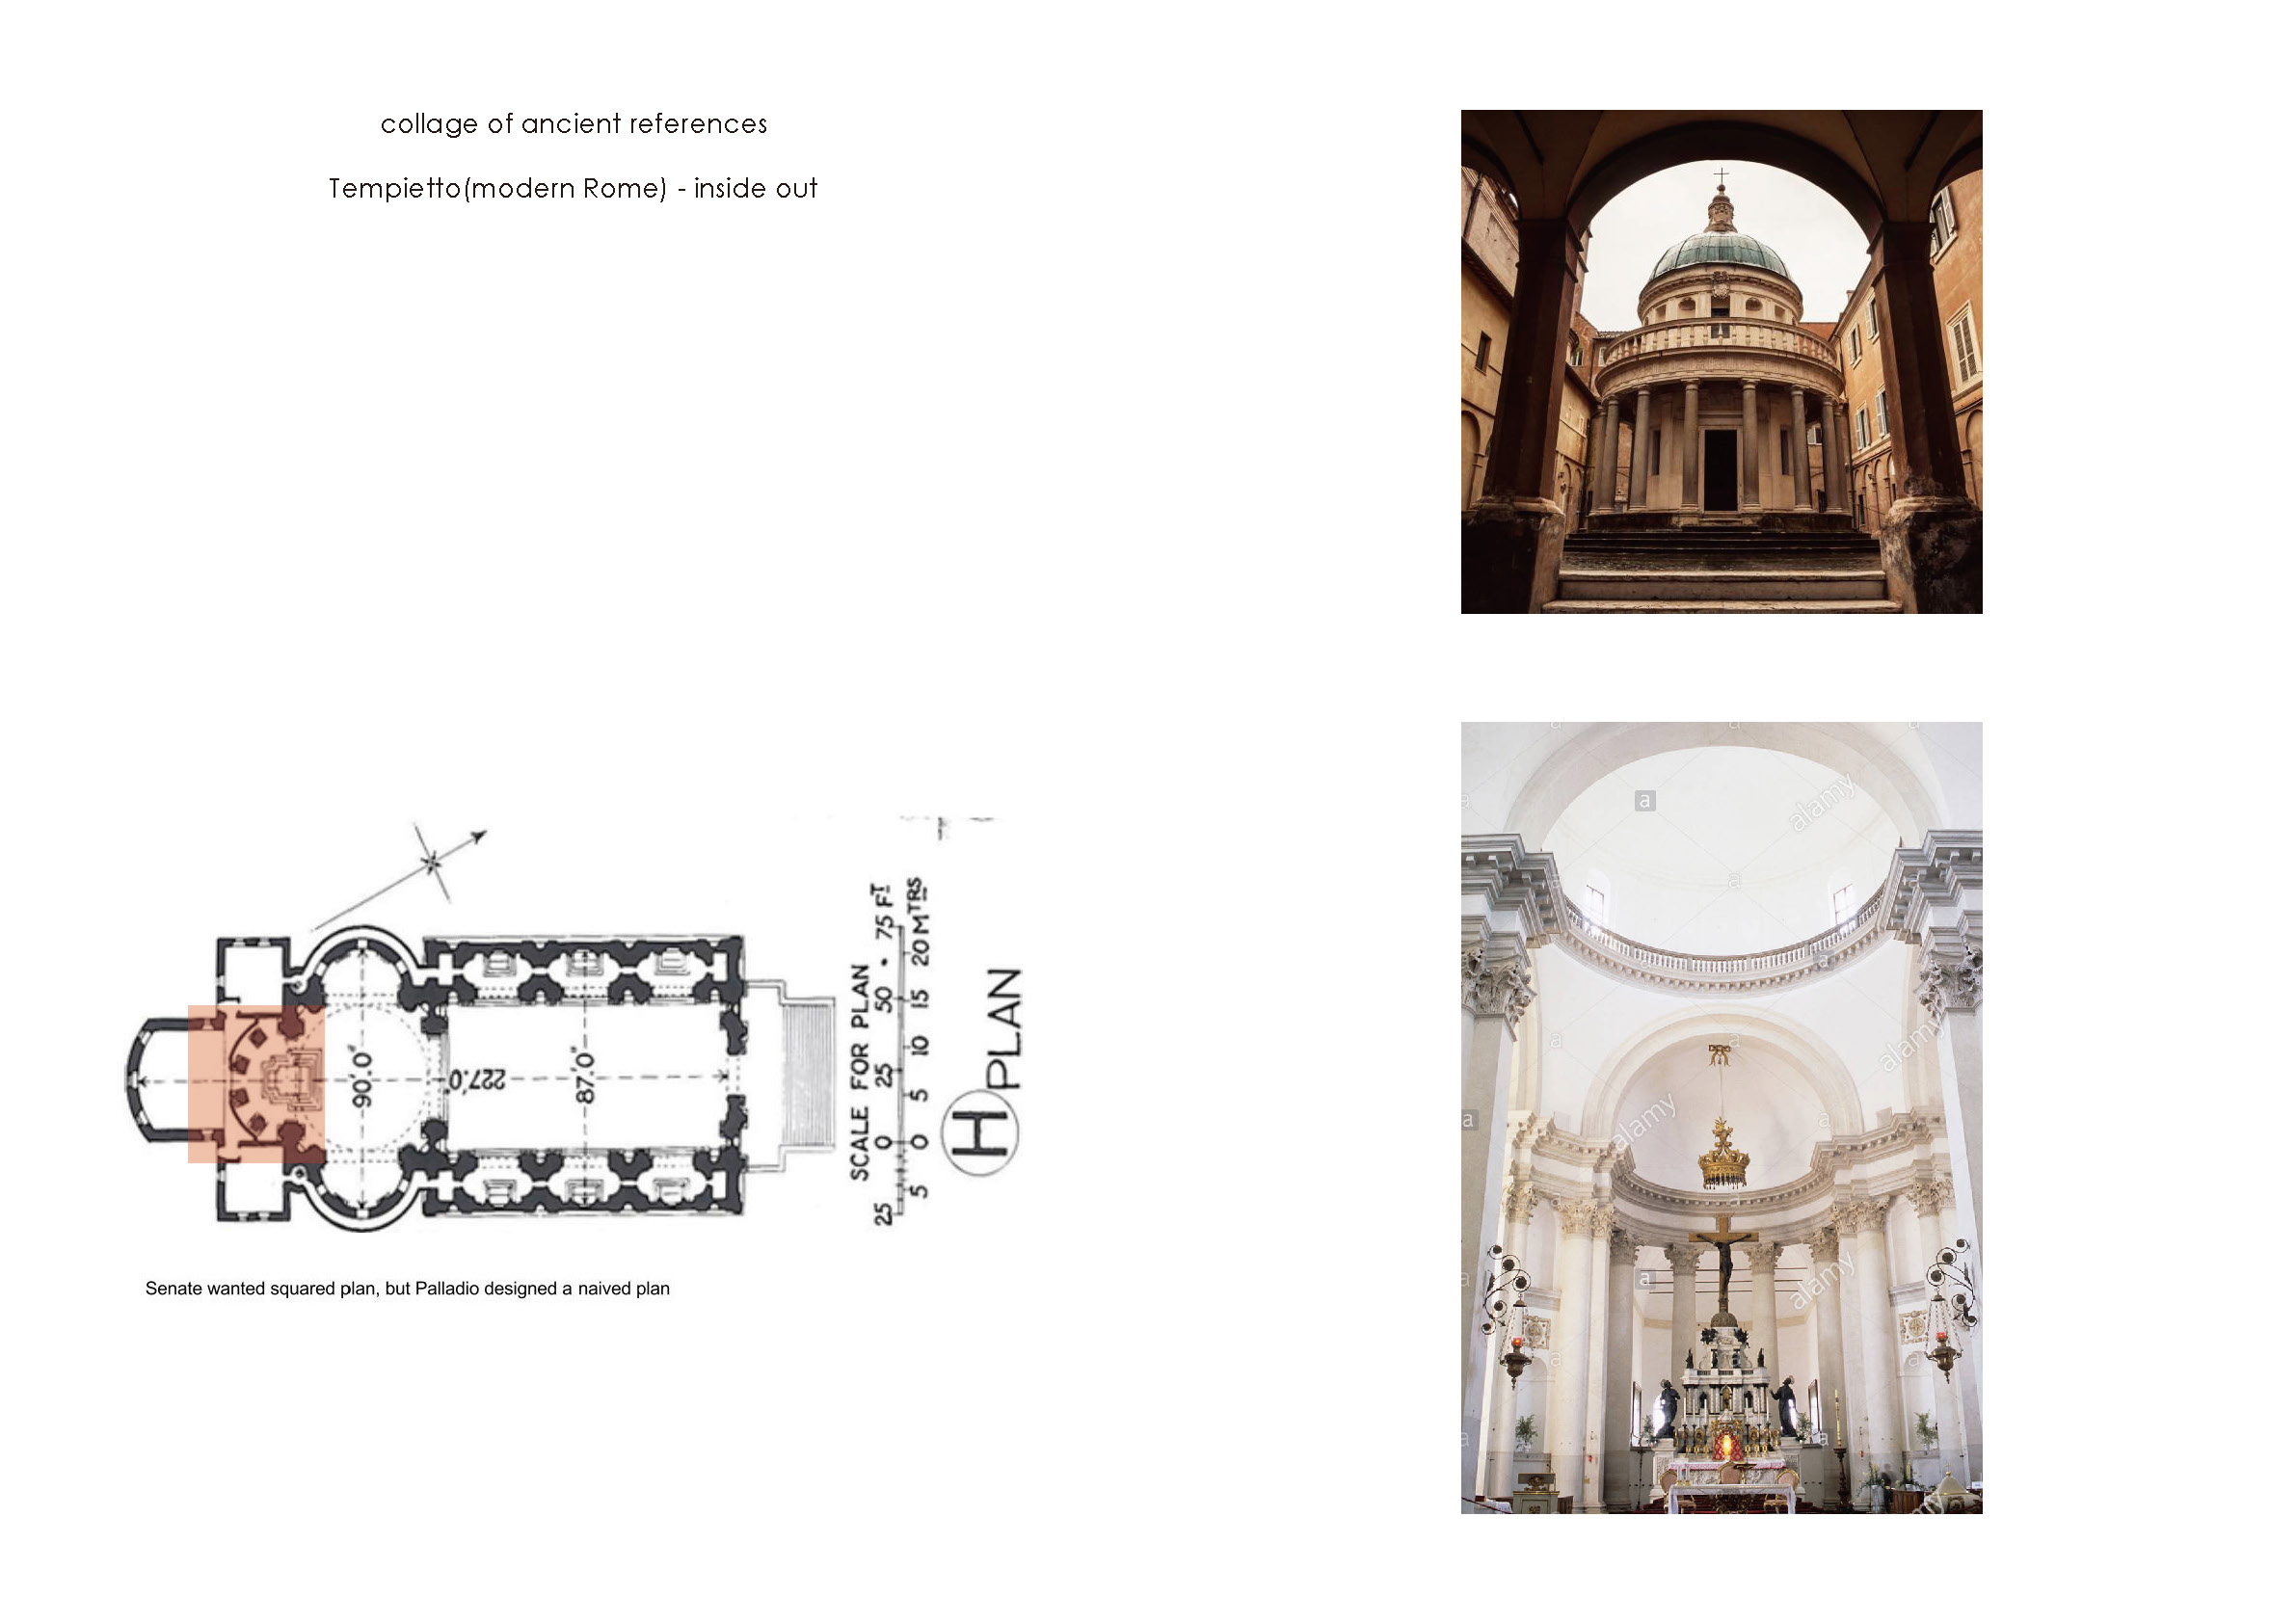 collage of ancient references
Tempietto(modern Rome) - inside out
90'.0"
227'.0"
87'.0"
SCALE FOR PLAN
25 0 25 50 • 75 FT
5 0 5 10 15 20 MTRS
H PLAN
Senate wanted squared plan, but Palladio designed a naived plan
a
alamy
a
alamy
alamy
a
alamy
alamy